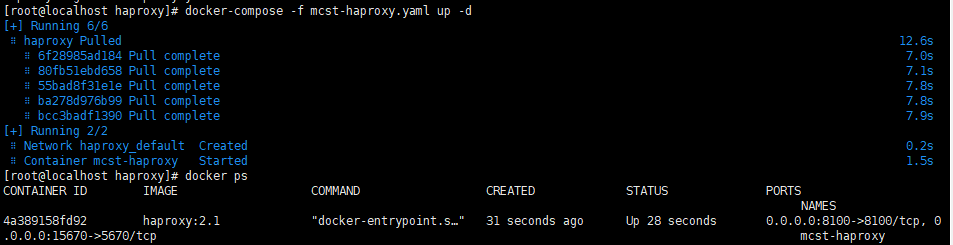 [root@localhost haproxy]# docker-compose -f mcst-haproxy.yaml up -d
[+] Running 6/6
⠿ haproxy Pulled 12.6s
⠿ 6f28985ad184 Pull complete 7.0s
⠿ 80fb51ebd658 Pull complete 7.1s
⠿ 55bad8f31e1e Pull complete 7.8s
⠿ ba278d976b99 Pull complete 7.8s
⠿ bcc3badf1390 Pull complete 7.9s
[+] Running 2/2
⠿ Network haproxy_default Created 0.2s
⠿ Container mcst-haproxy Started 1.5s
[root@localhost haproxy]# docker ps
CONTAINER ID IMAGE COMMAND CREATED STATUS PORTS
NAMES
4a389158fd92 haproxy:2.1 "docker-entrypoint.s…" 31 seconds ago Up 28 seconds 0.0.0.0:8100->8100/tcp, 0
.0.0.0:15670->5670/tcp mcst-haproxy